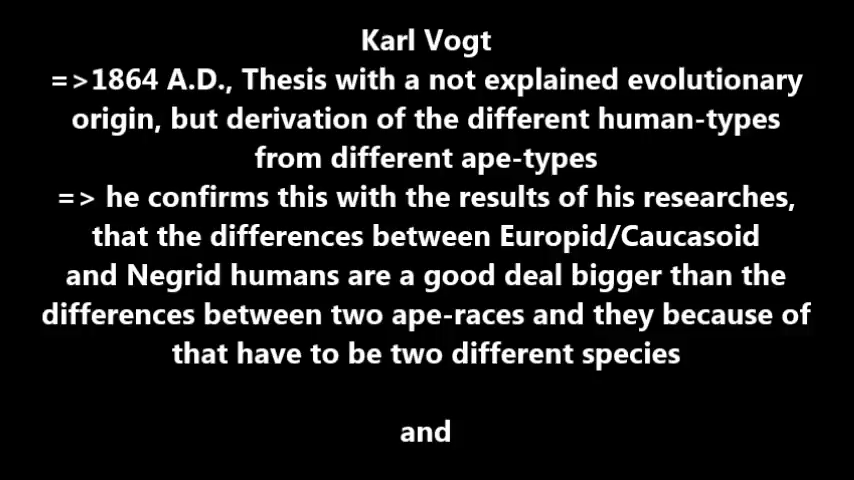 Karl Vogt
=>1864 A.D., Thesis with a not explained evolutionary
origin, but derivation of the different human-types
from different ape-types
=> he confirms this with the results of his researches,
that the differences between Europid/Caucasoid
and Negrid humans are a good deal bigger than the
differences between two ape-races and they because of
that have to be two different species
and